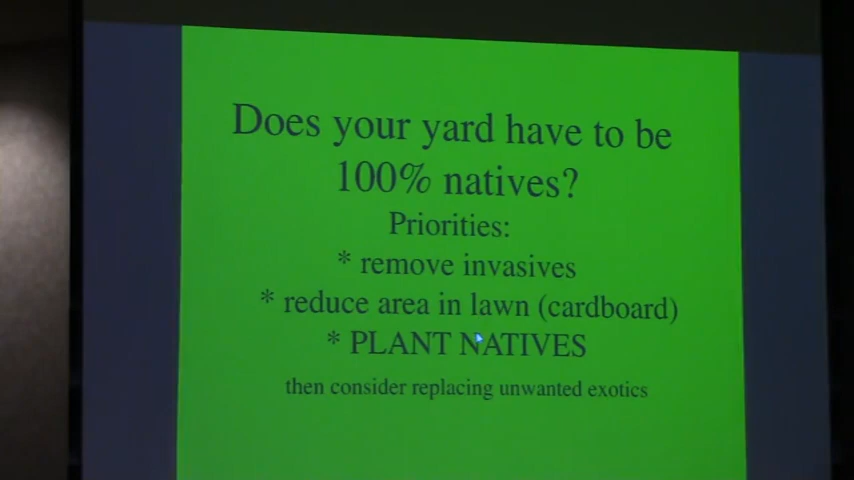 Does your yard have to be
100% natives?
Priorities:
* remove invasives
* reduce area in lawn (cardboard)
* PLANT NATIVES
then consider replacing unwanted exotics